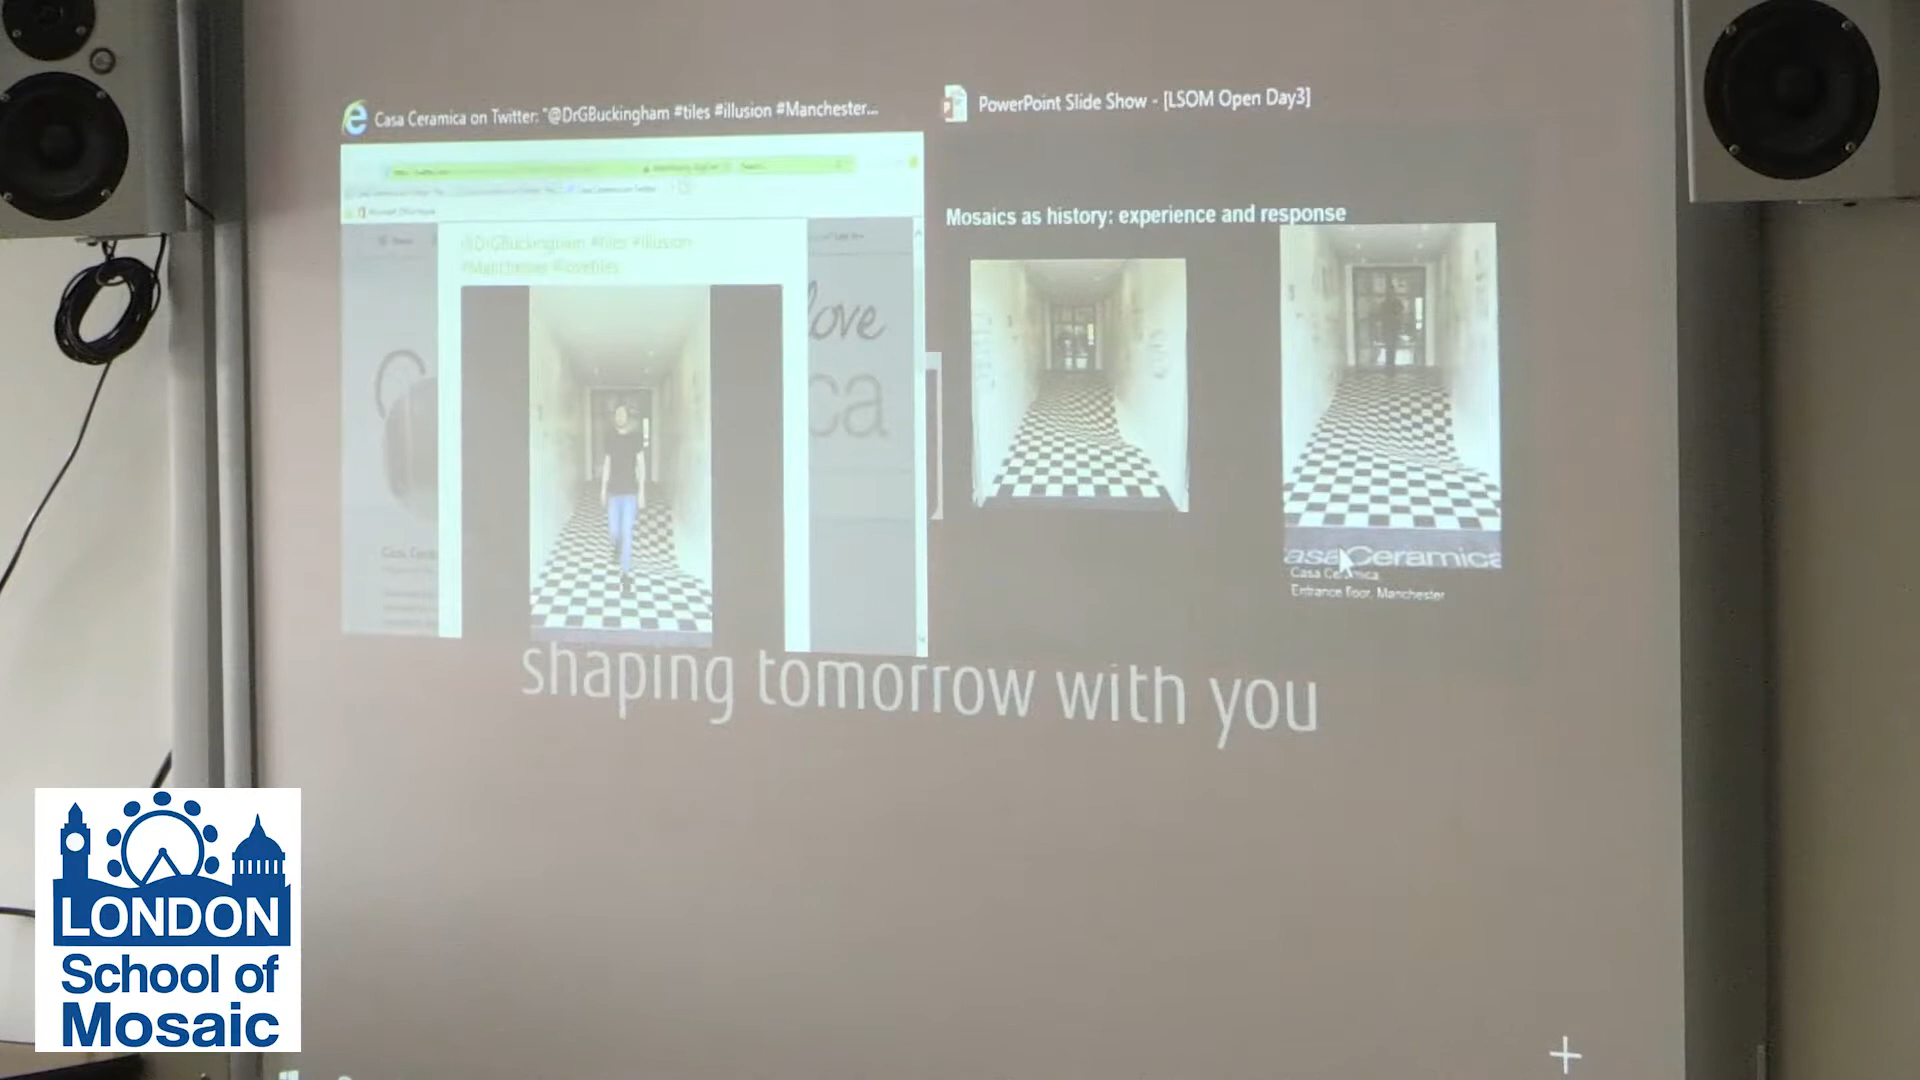 Casa Ceramica on Twitter: "@DrGBuckingham #tiles #illusion #Manchester...
PowerPoint Slide Show - [LSOM Open Day3]
@DrGBuckingham #tiles #illusion
#Manchester #lovetiles
love
ca
Mosaics as history: experience and response
asaCeramica
Casa Ceramica
Entrance floor, Manchester
shaping tomorrow with you
LONDON
School of
Mosaic